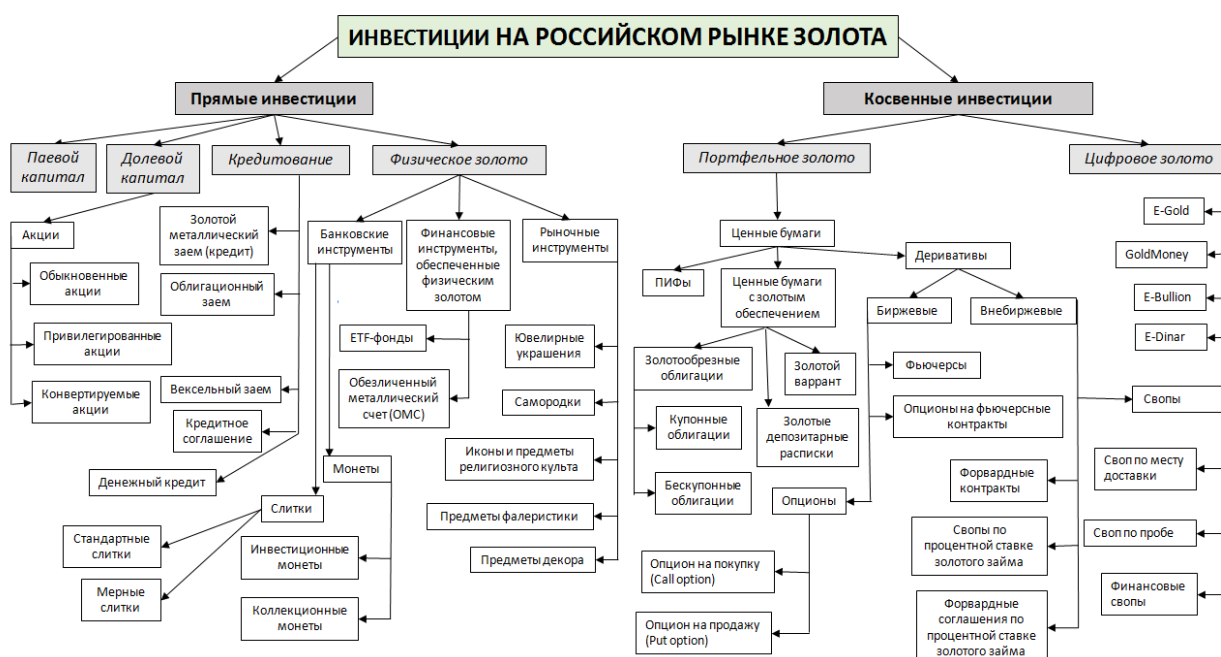 ИНВЕСТИЦИИ НА РОССИЙСКОМ РЫНКЕ ЗОЛОТА
Прямые инвестиции
Косвенные инвестиции
Паевой
капитал
Долевой
капитал
Кредитование
Физическое золото
Портфельное золото
Цифровое золото
Акции
Обыкновенные
акции
Привилегированные
акции
Конвертируемые
акции
Золотой
металлический
заем (кредит)
Облигационный
заем
Вексельный заем
Кредитное
соглашение
Денежный кредит
Банковские
инструменты
Финансовые
инструменты,
обеспеченные
физическим
золотом
Рыночные
инструменты
ETF-фонды
Обезличенный
металлический
счет (ОМС)
Монеты
Слитки
Стандартные
слитки
Мерные
слитки
Инвестиционные
монеты
Коллекционные
монеты
Ювелирные
украшения
Самородки
Иконы и предметы
религиозного культа
Предметы фалеристики
Предметы декора
Ценные бумаги
ПИФы
Ценные бумаги
с золотым
обеспечением
Деривативы
Биржевые
Внебиржевые
Золотообрезные
облигации
Золотой
варрант
Купонные
облигации
Золотые
депозитарные
расписки
Бескупонные
облигации
Опционы
Опцион на покупку
(Call option)
Опцион на продажу
(Put option)
Фьючерсы
Опционы на фьючерсные
контракты
Форвардные
контракты
Свопы по
процентной ставке
золотого займа
Форвардные
соглашения по
процентной ставке
золотого займа
E-Gold
GoldMoney
E-Bullion
E-Dinar
Свопы
Своп по месту
доставки
Своп по пробе
Финансовые
свопы